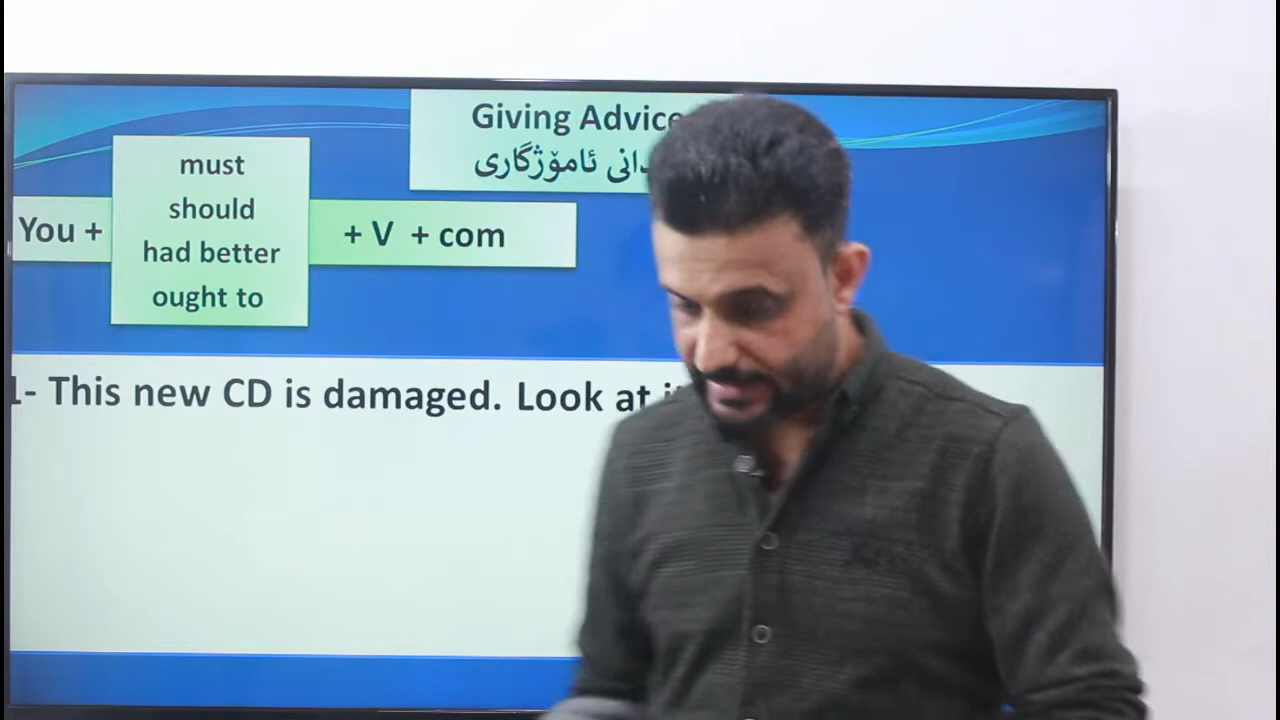 Giving Advice
ئامۆژگاری
must
should
had better
ought to
You +
+ V + com
1- This new CD is damaged. Look at